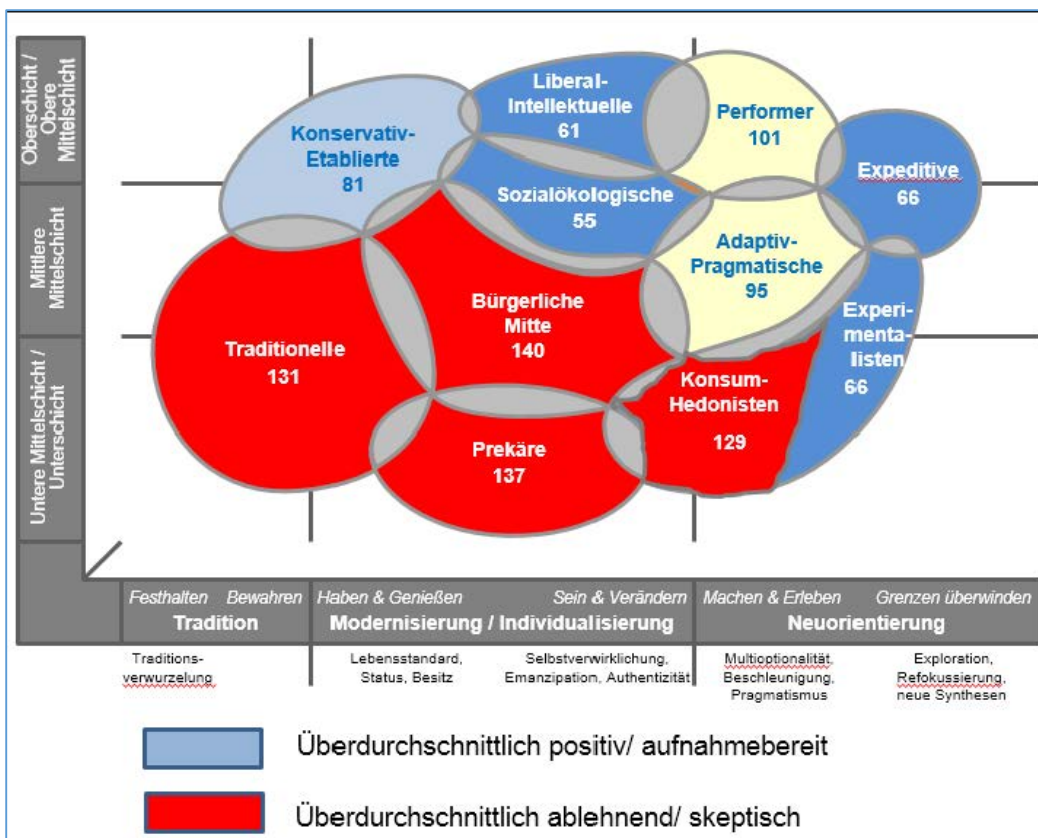 Oberschicht /
Obere
Mittelschicht
Mittlere
Mittelschicht
Untere Mittelschicht /
Unterschicht
Liberal-
Intellektuelle
61
Performer
101
Konservativ-
Etablierte
81
Expeditive
66
Sozialökologische
55
Adaptiv-
Pragmatische
95
Bürgerliche
Mitte
140
Experi-
menta-
listen
66
Traditionelle
131
Konsum-
Hedonisten
129
Prekäre
137
Festhalten Bewahren
Tradition
Haben & Genießen Sein & Verändern
Modernisierung / Individualisierung
Machen & Erleben Grenzen überwinden
Neuorientierung
Traditions-
verwurzelung
Lebensstandard,
Status, Besitz
Selbstverwirklichung,
Emanzipation, Authentizität
Multioptionalität,
Beschleunigung,
Pragmatismus
Exploration,
Refokussierung,
neue Synthesen
Überdurchschnittlich positiv/ aufnahmebereit
Überdurchschnittlich ablehnend/ skeptisch